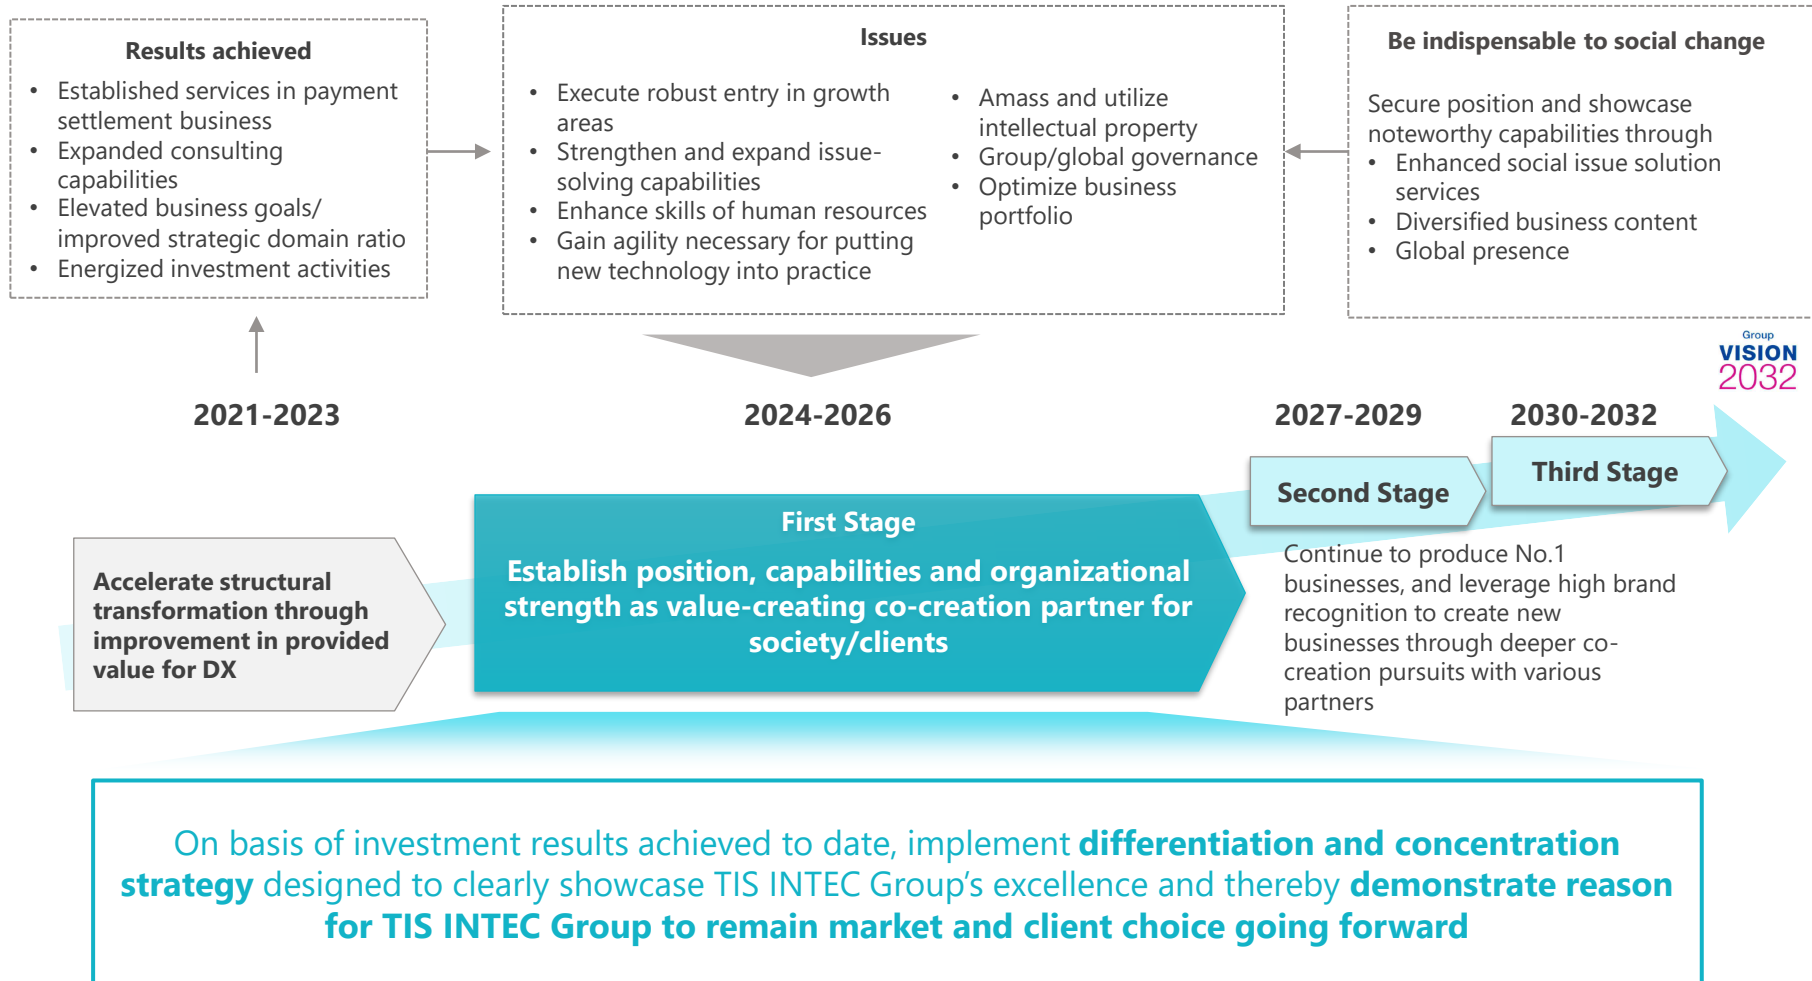 Results achieved
• Established services in payment
settlement business
• Expanded consulting
capabilities
• Elevated business goals/
improved strategic domain ratio
• Energized investment activities
Issues
• Execute robust entry in growth
areas
• Strengthen and expand issue-
solving capabilities
• Enhance skills of human resources
• Gain agility necessary for putting
new technology into practice
• Amass and utilize
intellectual property
• Group/global governance
• Optimize business
portfolio
Be indispensable to social change
Secure position and showcase
noteworthy capabilities through
• Enhanced social issue solution
services
• Diversified business content
• Global presence
Group
VISION
2032
2021-2023
2024-2026
2027-2029
2030-2032
Accelerate structural
transformation through
improvement in provided
value for DX
First Stage
Establish position, capabilities and organizational
strength as value-creating co-creation partner for
society/clients
Second Stage
Third Stage
Continue to produce No.1
businesses, and leverage high brand
recognition to create new
businesses through deeper co-
creation pursuits with various
partners
On basis of investment results achieved to date, implement differentiation and concentration
strategy designed to clearly showcase TIS INTEC Group's excellence and thereby demonstrate reason
for TIS INTEC Group to remain market and client choice going forward